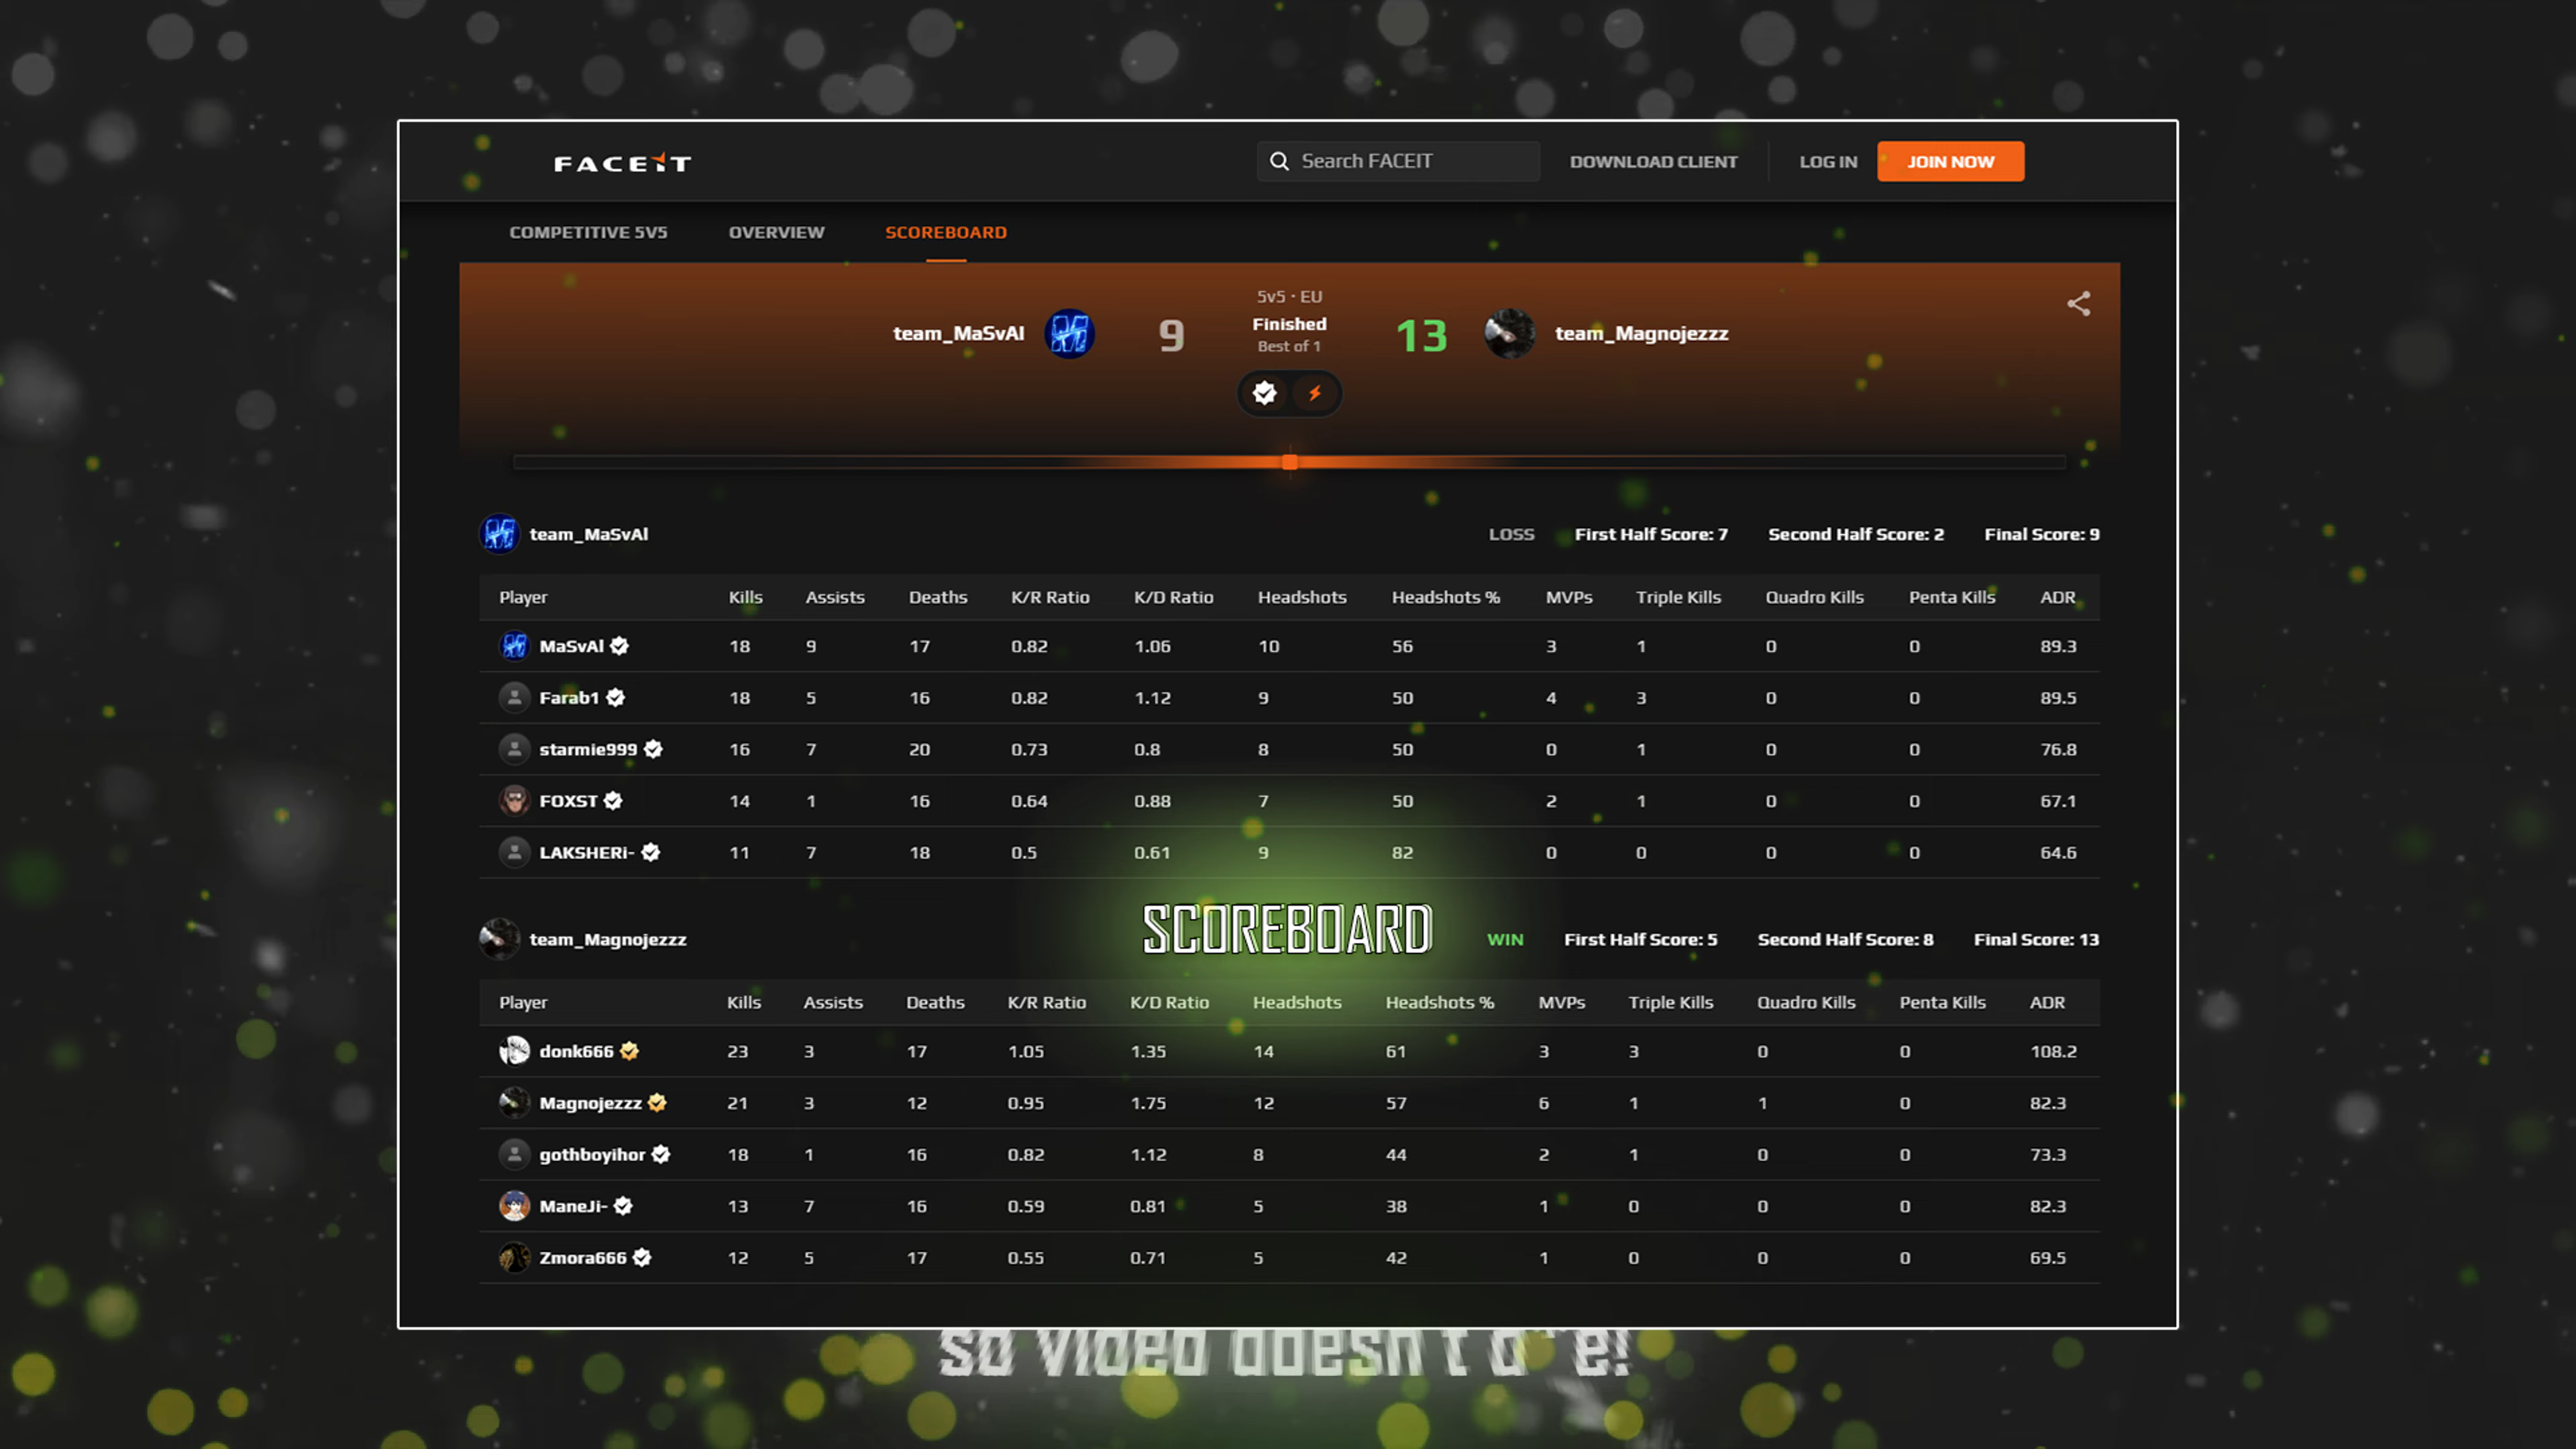 FACEIT
Search FACEIT
DOWNLOAD CLIENT
LOG IN
JOIN NOW
COMPETITIVE 5V5 OVERVIEW SCOREBOARD
5v5 · EU
team_MaSvAl 9 Finished 13 team_Magnojezzz
Best of 1
team_MaSvAl LOSS First Half Score: 7 Second Half Score: 2 Final Score: 9
Player Kills Assists Deaths K/R Ratio K/D Ratio Headshots Headshots % MVPs Triple Kills Quadro Kills Penta Kills ADR
MaSvAl 18 9 17 0.82 1.06 10 56 3 1 0 0 89.3
Farab1 18 5 16 0.82 1.12 9 50 4 3 0 0 89.5
starmie999 16 7 20 0.73 0.8 8 50 0 1 0 0 76.8
FOXST 14 1 16 0.64 0.88 7 50 2 1 0 0 67.1
LAKSHERi- 11 7 18 0.5 0.61 9 82 0 0 0 0 64.6
SCOREBOARD
team_Magnojezzz WIN First Half Score: 5 Second Half Score: 8 Final Score: 13
Player Kills Assists Deaths K/R Ratio K/D Ratio Headshots Headshots % MVPs Triple Kills Quadro Kills Penta Kills ADR
donk666 23 3 17 1.05 1.35 14 61 3 3 0 0 108.2
Magnojezzz 21 3 12 0.95 1.75 12 57 6 1 1 0 82.3
gothboyihor 18 1 16 0.82 1.12 8 44 2 1 0 0 73.3
ManeJi- 13 7 16 0.59 0.81 5 38 1 0 0 0 82.3
Zmora666 12 5 17 0.55 0.71 5 42 1 0 0 0 69.5
so video doesn't